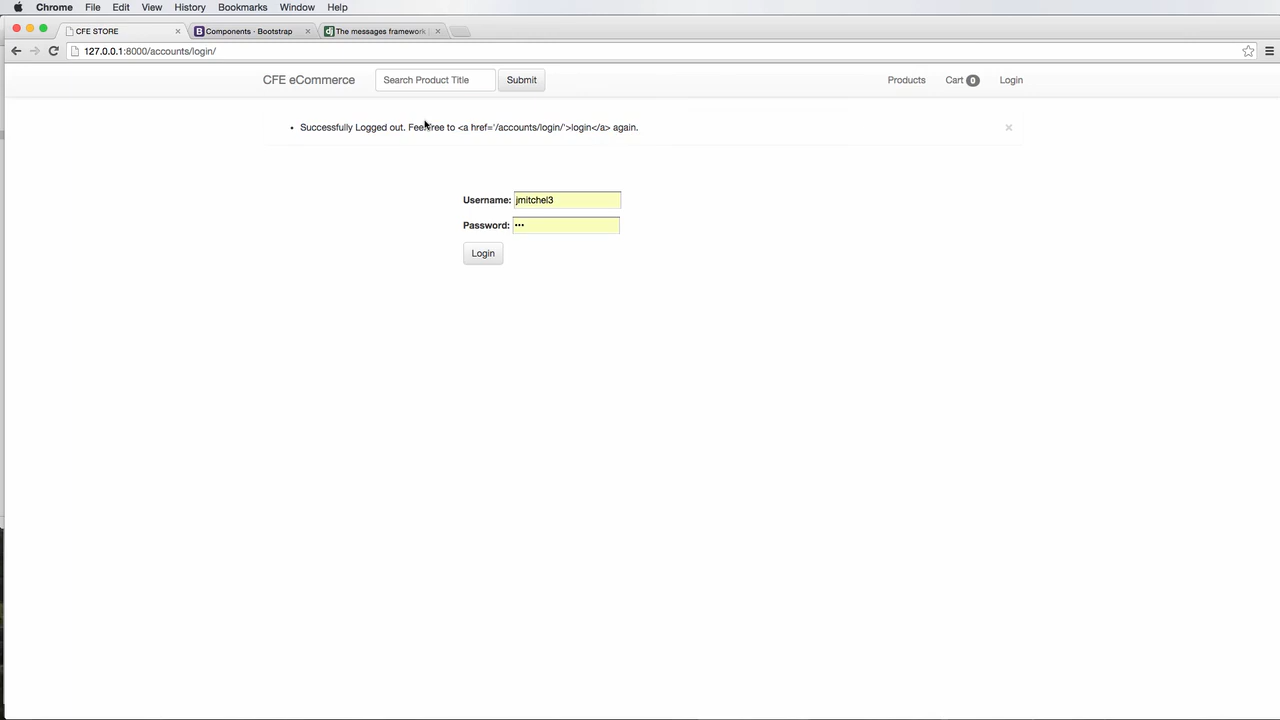 Chrome File Edit View History Bookmarks Window Help
CFE STORE × Components · Bootstrap × The messages framework ×
127.0.0.1:8000/accounts/login/
CFE eCommerce Search Product Title Submit Products Cart 0 Login
• Successfully Logged out. Feel free to <a href='/accounts/login/'>login</a> again. ×
Username: jmitchel3
Password: •••
Login